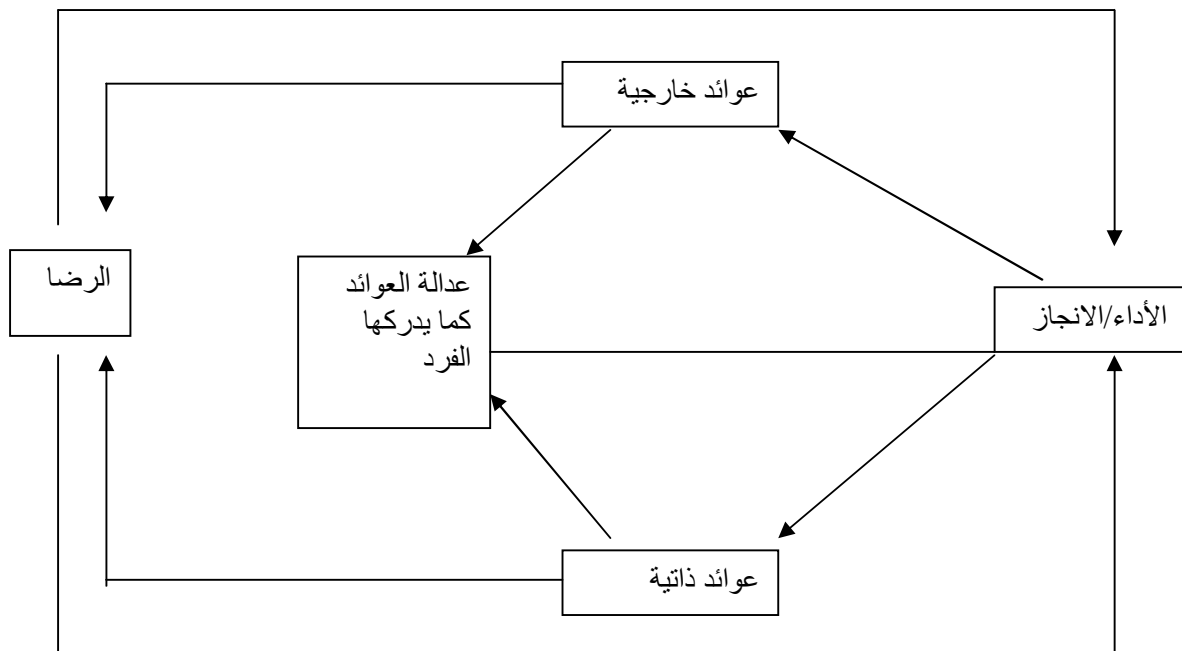 عوائد خارجية
الأداء/الانجاز
عدالة العوائد
كما يدركها
الفرد
الرضا
عوائد ذاتية